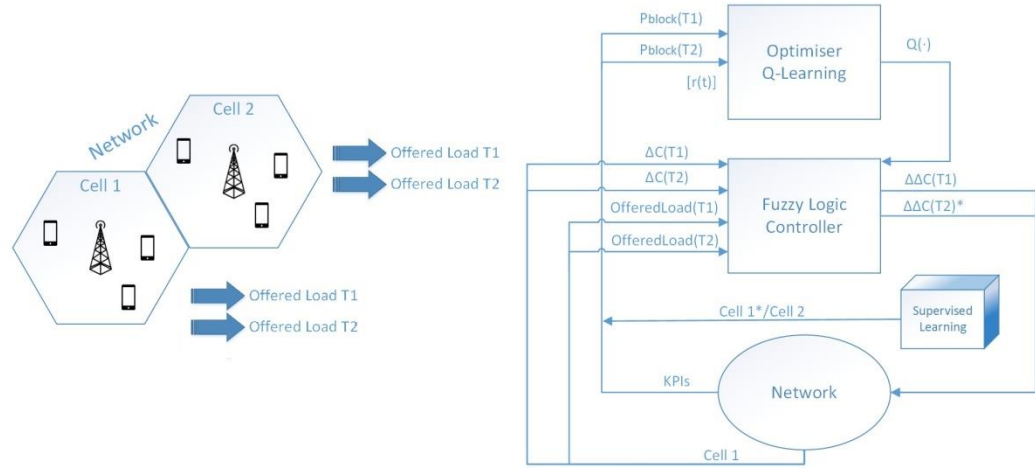 Network
Cell 2
Cell 1
Offered Load T1
Offered Load T2
Offered Load T1
Offered Load T2
Pblock(T1)
Pblock(T2)
[r(t)]
Optimiser
Q-Learning
Q(·)
ΔC(T1)
ΔC(T2)
OfferedLoad(T1)
OfferedLoad(T2)
Fuzzy Logic
Controller
ΔΔC(T1)
ΔΔC(T2)*
Cell 1*/Cell 2
Supervised
Learning
KPIs
Network
Cell 1